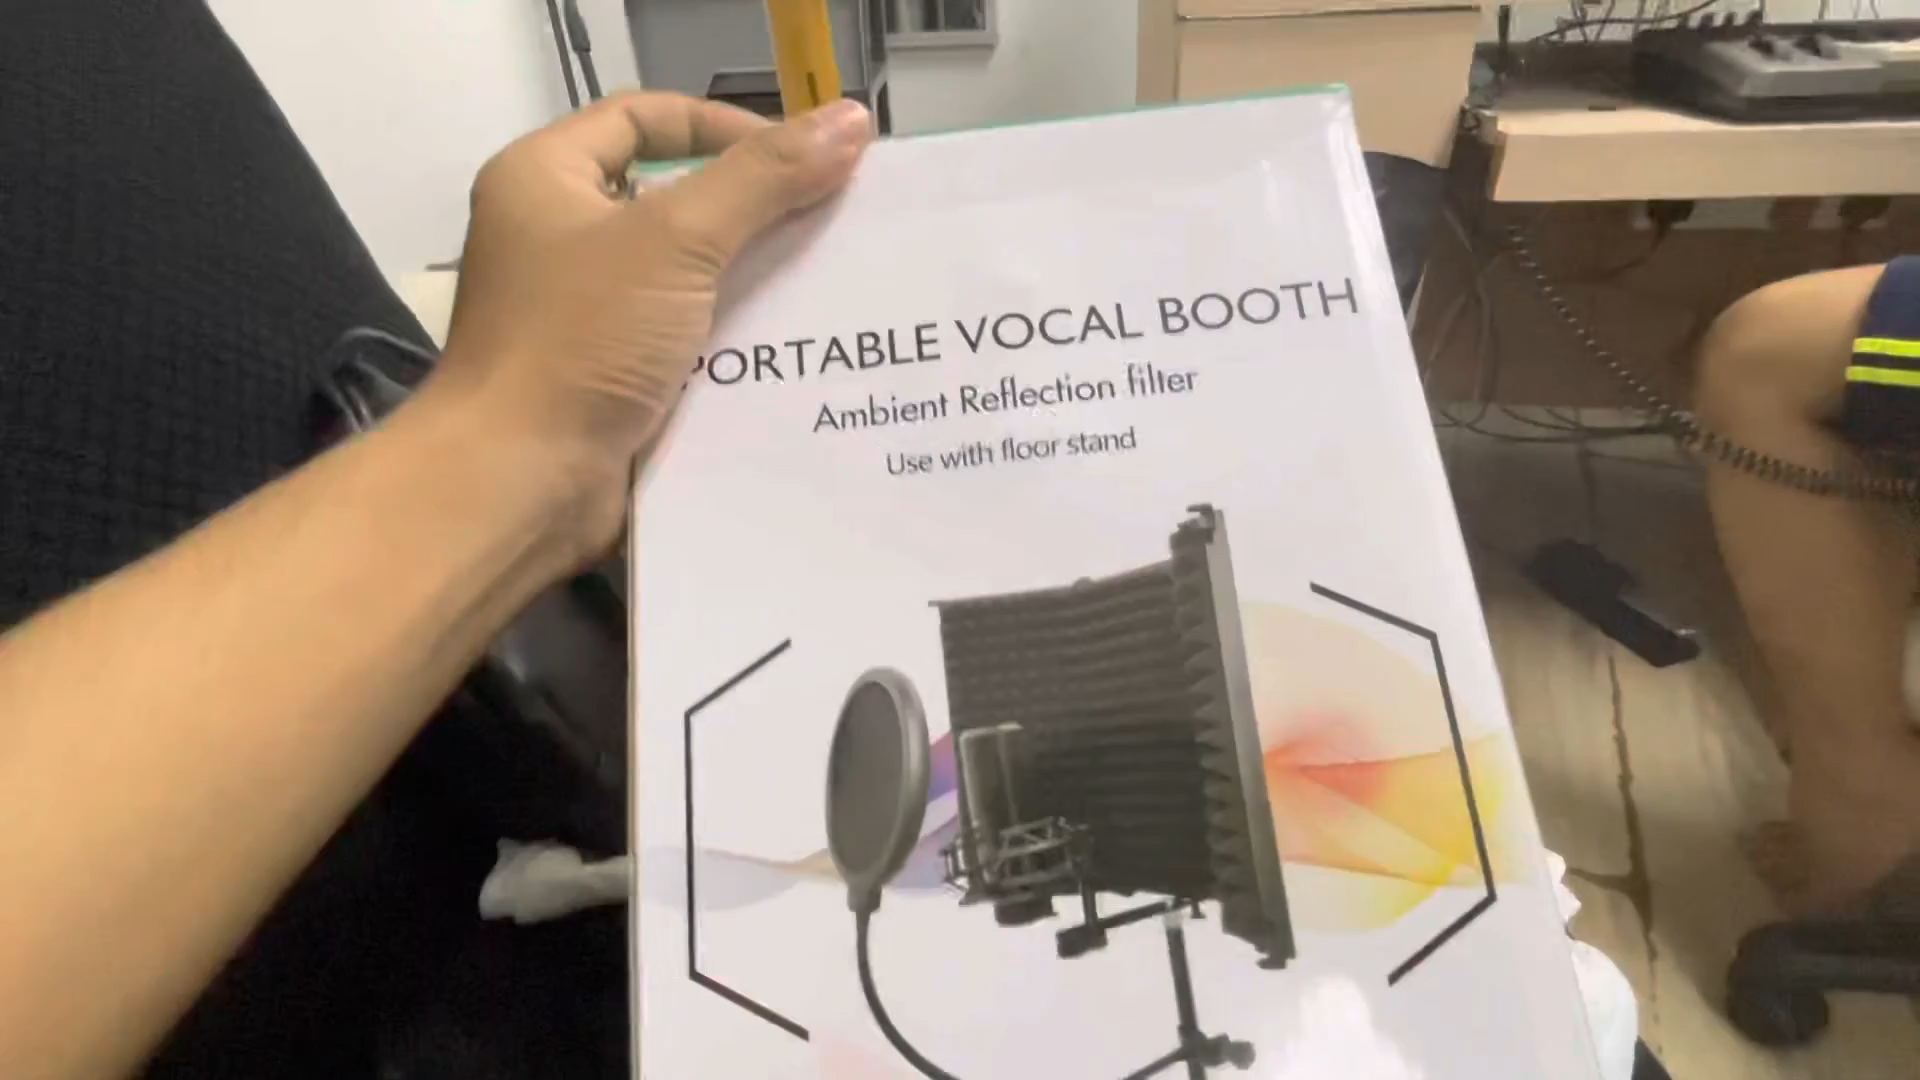 PORTABLE VOCAL BOOTH
Ambient Reflection filter
Use with floor stand